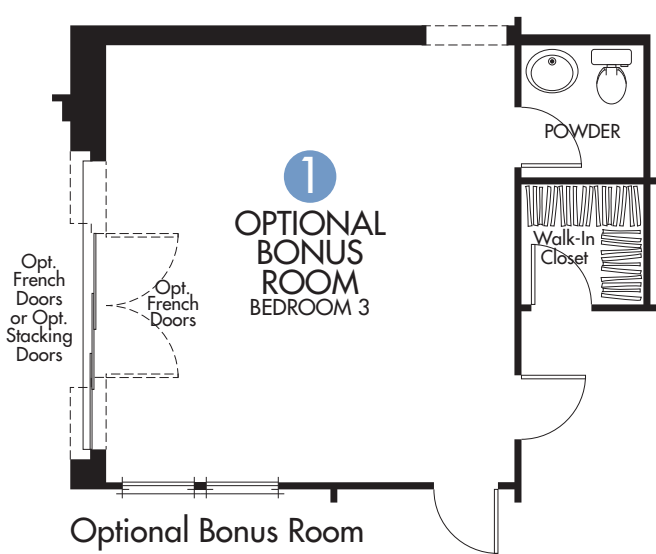 POWDER
1
OPTIONAL
BONUS
ROOM
BEDROOM 3
Walk-In
Closet
Opt.
French
Doors
or Opt.
Stacking
Doors
Opt.
French
Doors
Optional Bonus Room